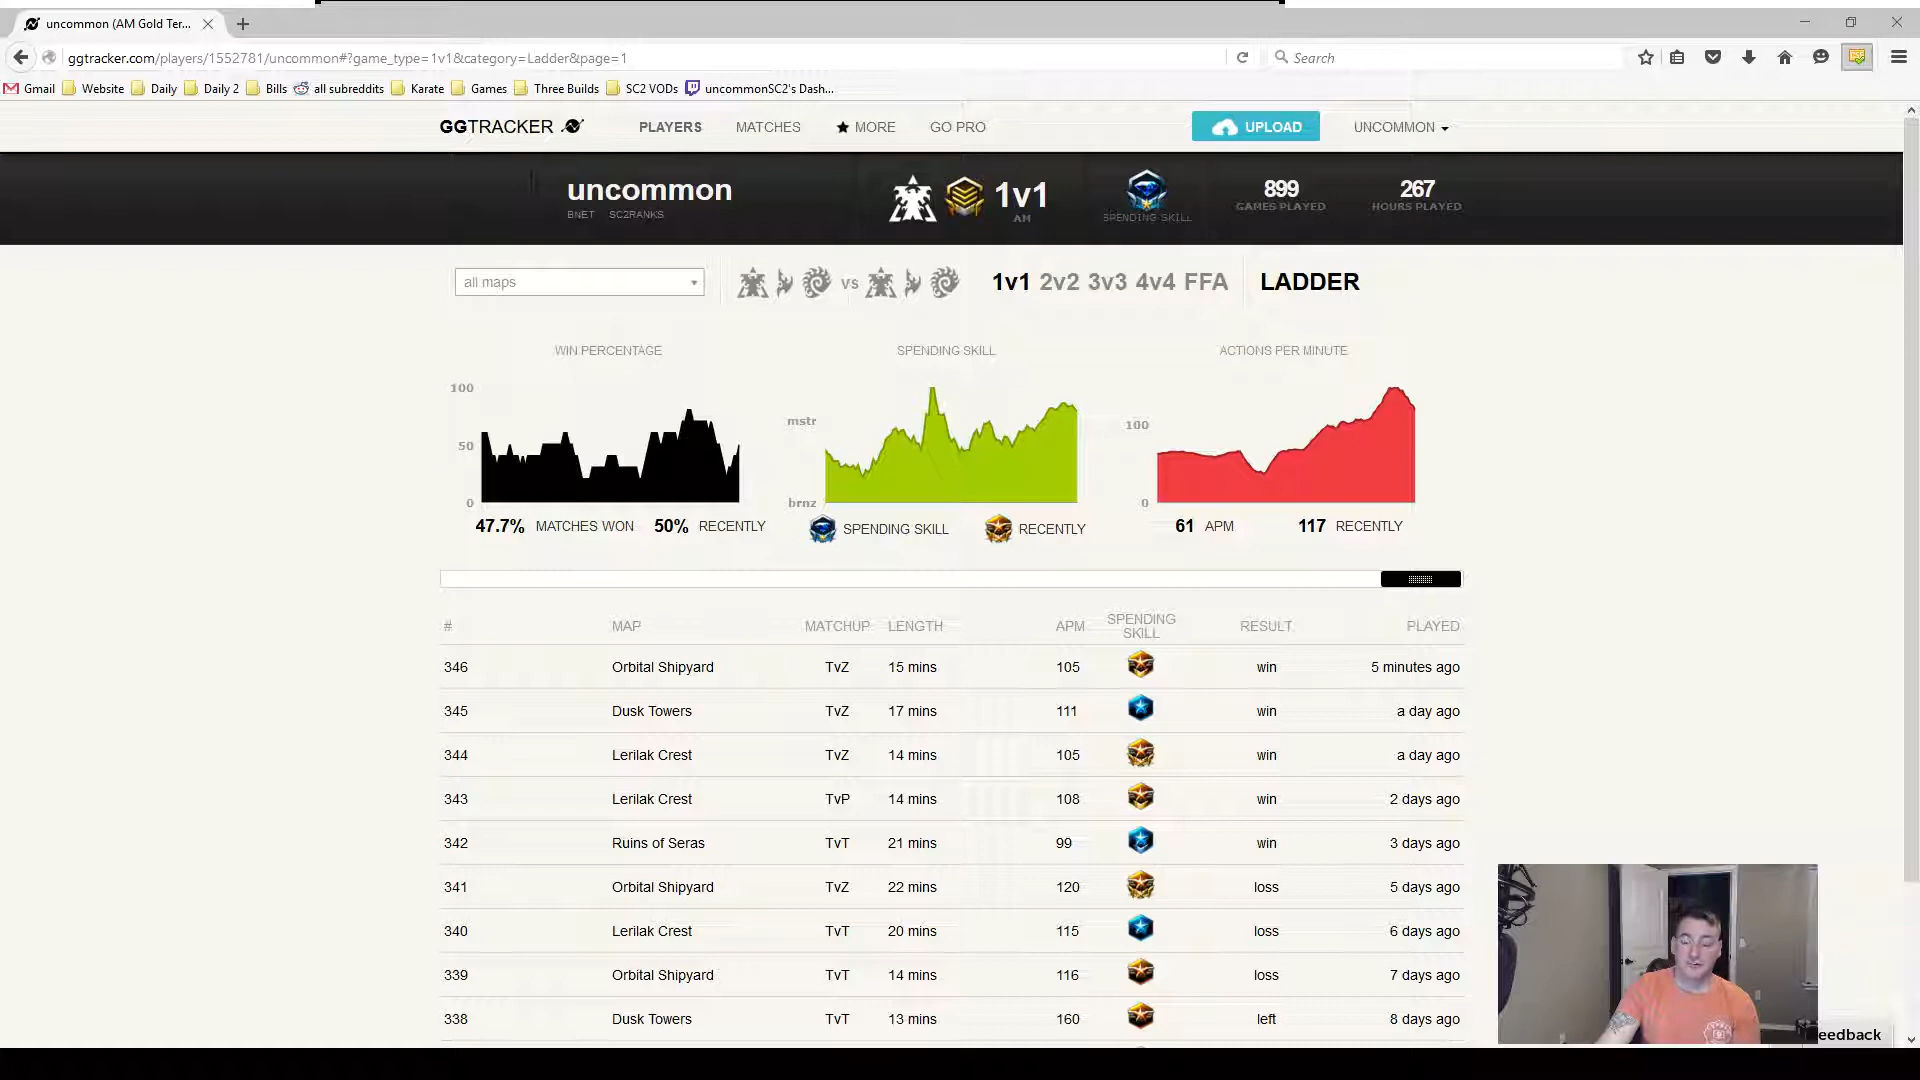 uncommon (AM Gold Ter...
ggtracker.com/players/1552781/uncommon#?game_type=1v1&category=Ladder&page=1
Search
Gmail Website Daily Daily 2 Bills all subreddits Karate Games Three Builds SC2 VODs uncommonSC2's Dash...
GGTRACKER PLAYERS MATCHES MORE GO PRO UPLOAD UNCOMMON
uncommon 1v1 899 267
BNET SC2RANKS AM SPENDING SKILL GAMES PLAYED HOURS PLAYED
all maps VS 1v1 2v2 3v3 4v4 FFA LADDER
WIN PERCENTAGE SPENDING SKILL ACTIONS PER MINUTE
100
mstr
100
50
0 brnz 0
47.7% MATCHES WON 50% RECENTLY SPENDING SKILL RECENTLY 61 APM 117 RECENTLY
# MAP MATCHUP LENGTH APM SPENDING SKILL RESULT PLAYED
346 Orbital Shipyard TvZ 15 mins 105 win 5 minutes ago
345 Dusk Towers TvZ 17 mins 111 win a day ago
344 Lerilak Crest TvZ 14 mins 105 win a day ago
343 Lerilak Crest TvP 14 mins 108 win 2 days ago
342 Ruins of Seras TvT 21 mins 99 win 3 days ago
341 Orbital Shipyard TvZ 22 mins 120 loss 5 days ago
340 Lerilak Crest TvT 20 mins 115 loss 6 days ago
339 Orbital Shipyard TvT 14 mins 116 loss 7 days ago
338 Dusk Towers TvT 13 mins 160 left 8 days ago
eedback